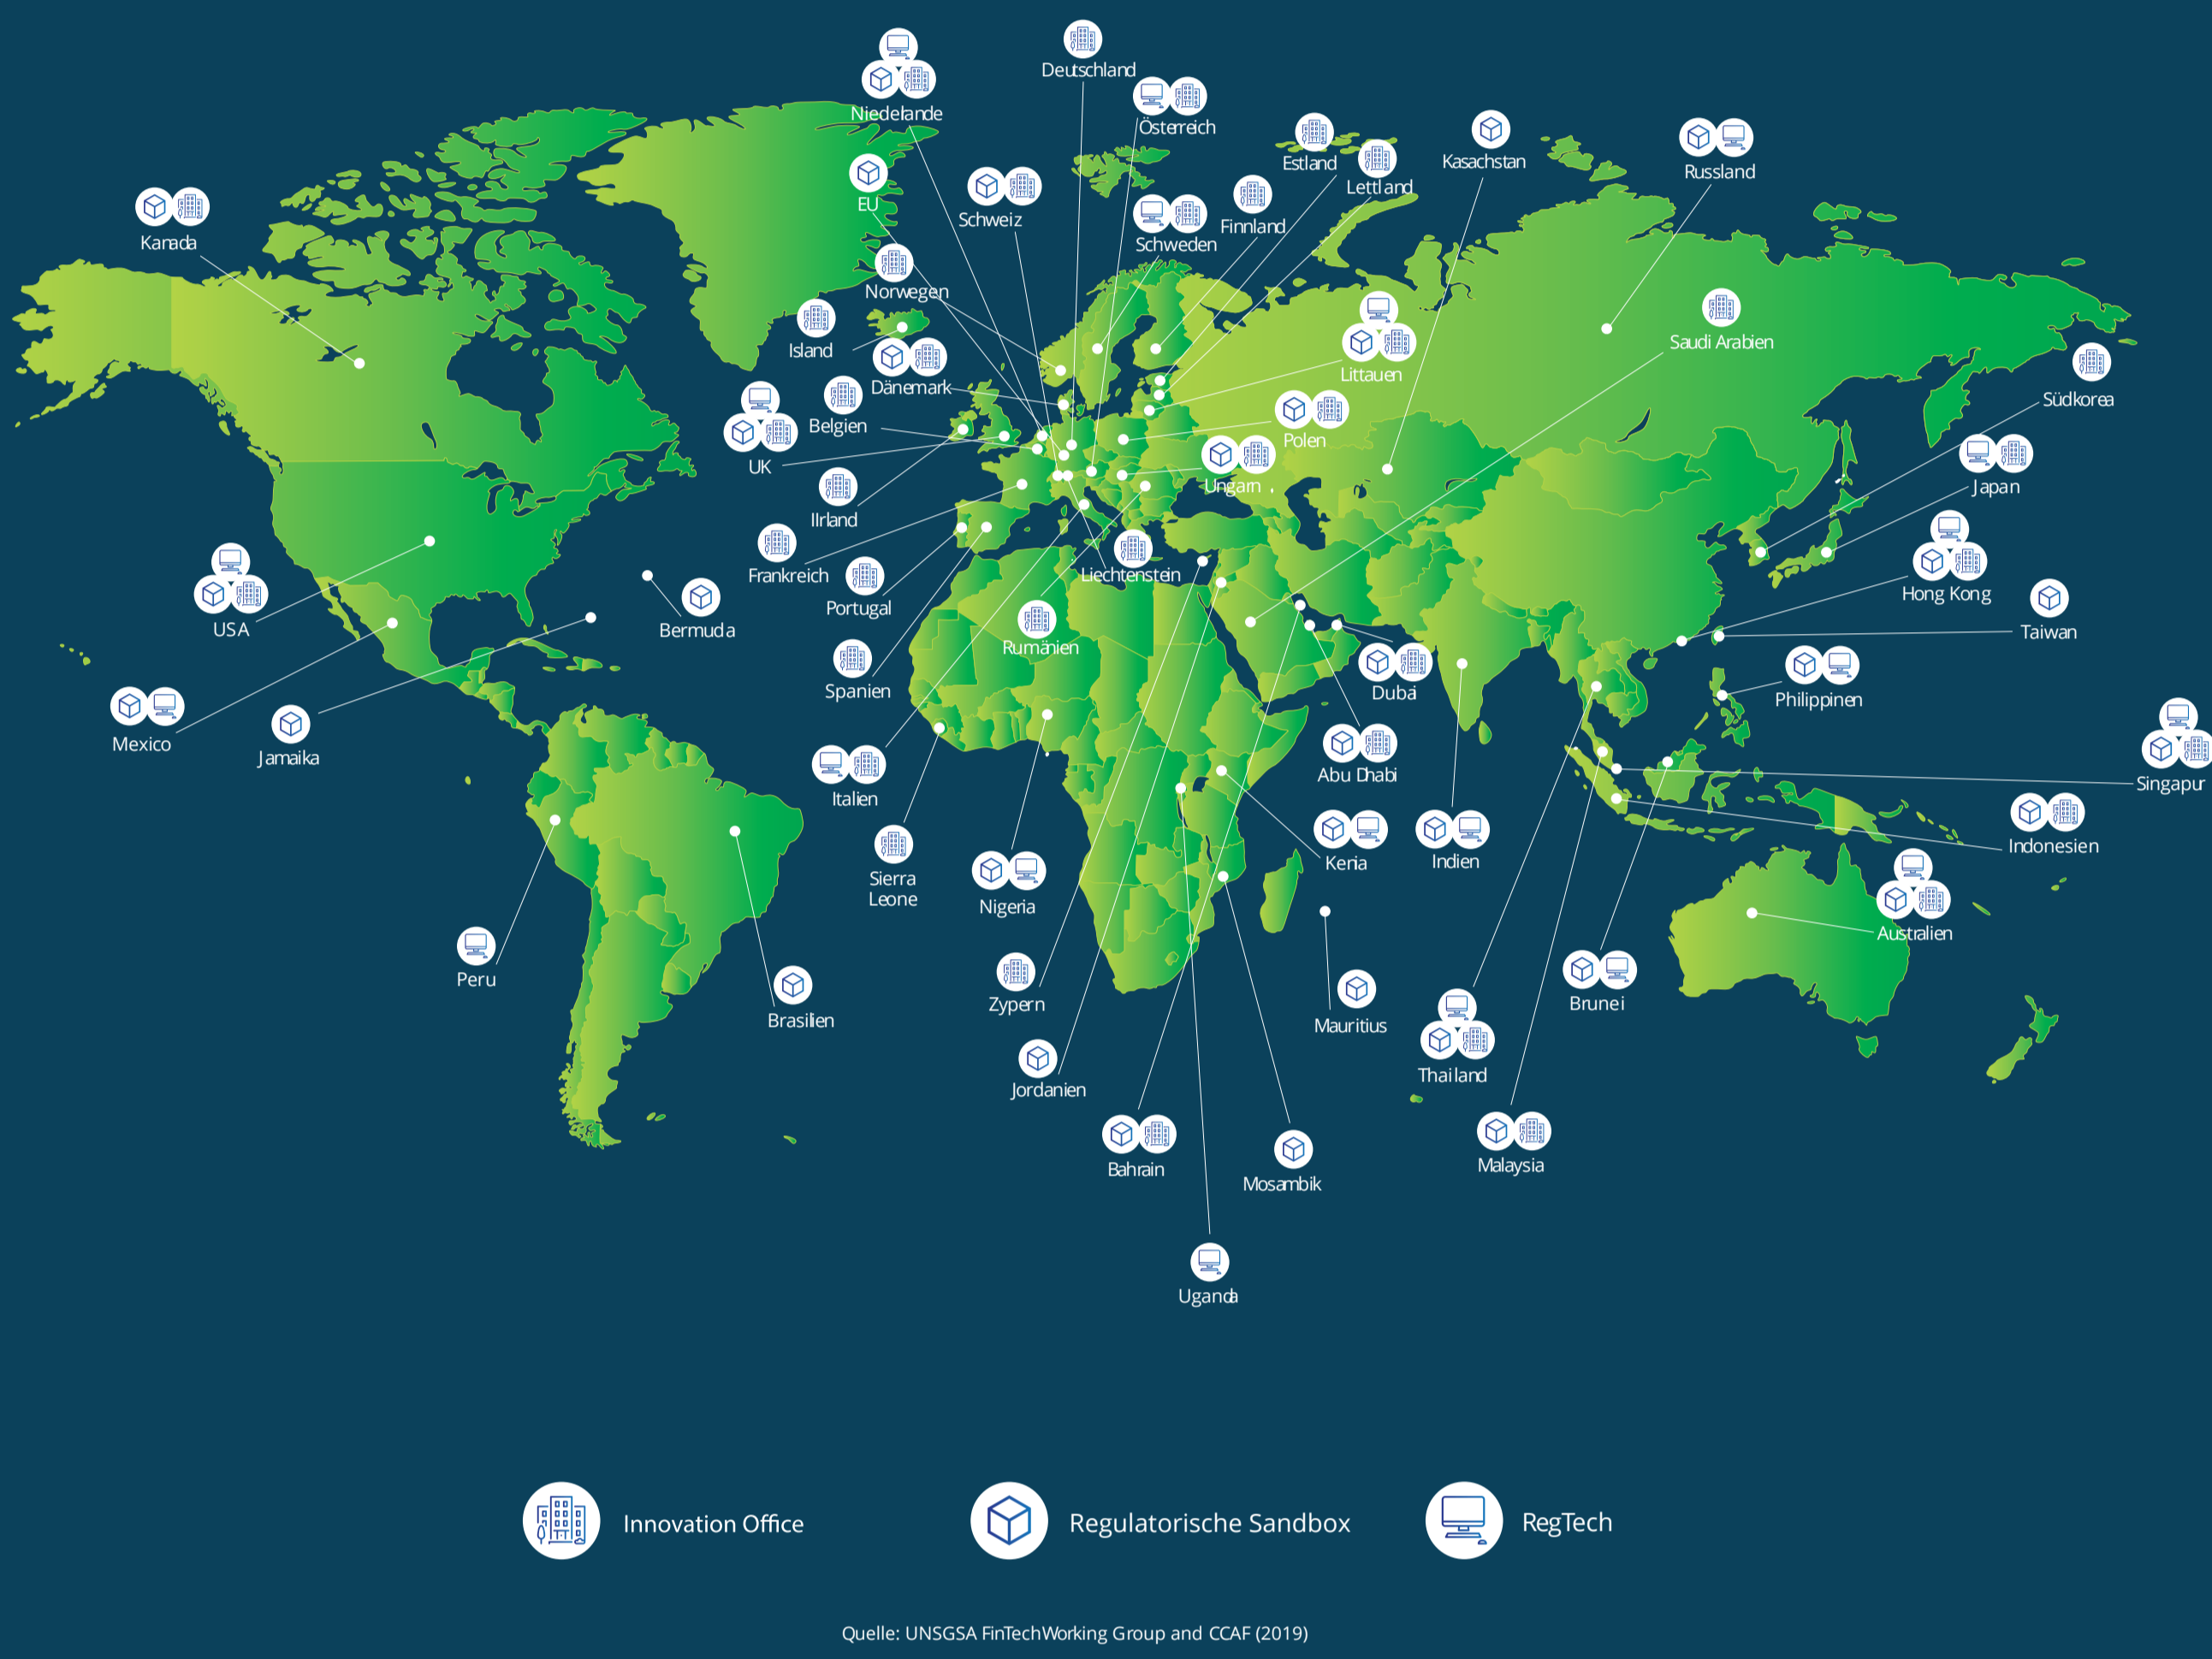 Deutschland
Niedelande
Österreich
Estland
Lettland
Kasachstan
Russland
EU
Schweiz
Finnland
Schweden
Kanada
Norwegen
Island
Saudi Arabien
Dänemark
Littauen
Südkorea
Belgien
Polen
UK
Ungarn
Japan
IIrland
Frankreich
Liechtenstein
Hong Kong
Portugal
USA
Bermuda
Taiwan
Rumänien
Spanien
Dubai
Philippinen
Mexico
Jamaika
Abu Dhabi
Singapur
Italien
Indonesien
Kenia
Indien
Sierra
Leone
Nigeria
Australien
Peru
Zypern
Brunei
Brasilien
Mauritius
Thailand
Jordanien
Malaysia
Bahrain
Mosambik
Uganda
Innovation Office
Regulatorische Sandbox
RegTech
Quelle: UNSGSA FinTechWorking Group and CCAF (2019)